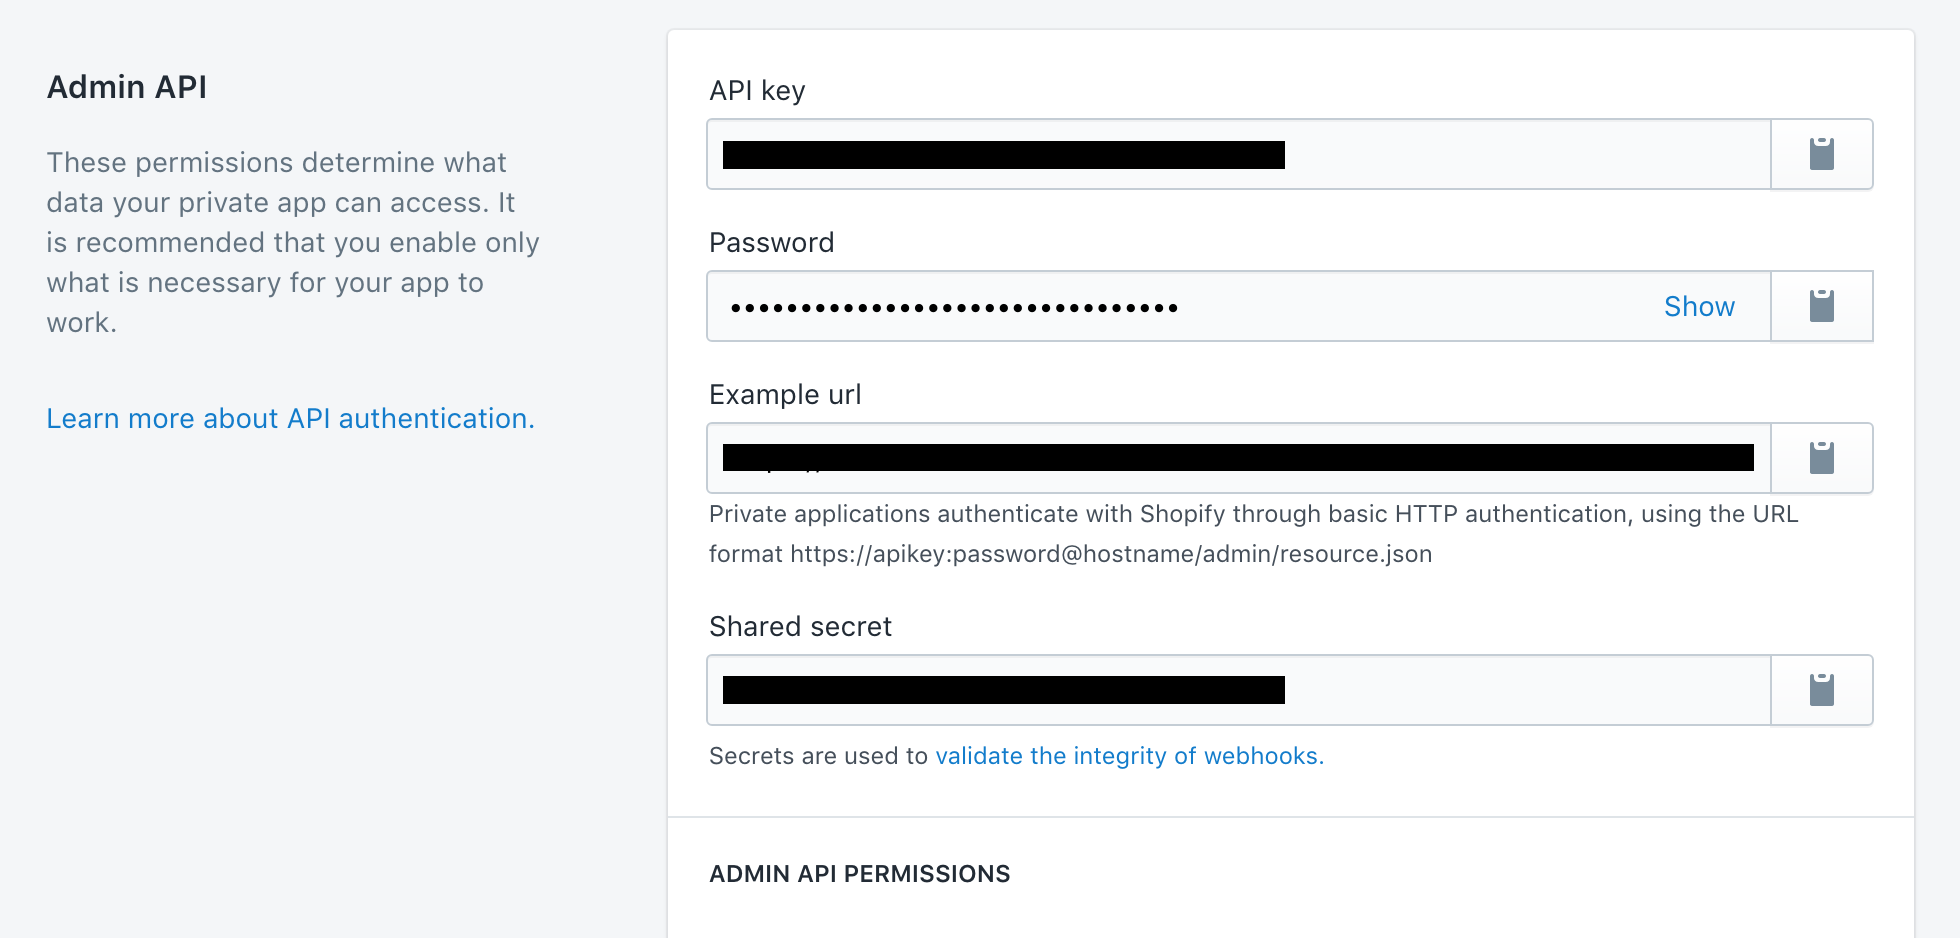 Admin API
These permissions determine what
data your private app can access. It
is recommended that you enable only
what is necessary for your app to
work.
Learn more about API authentication.
API key
Password
••••••••••••••••••••••••••••••••
Show
Example url
Private applications authenticate with Shopify through basic HTTP authentication, using the URL
format https://apikey:password@hostname/admin/resource.json
Shared secret
Secrets are used to validate the integrity of webhooks.
ADMIN API PERMISSIONS